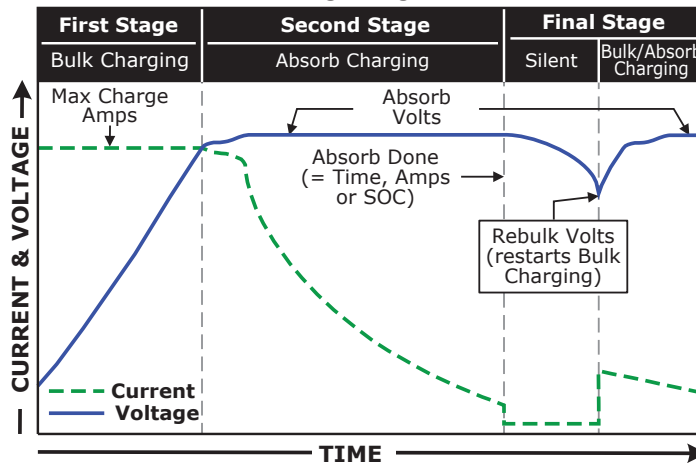 First Stage
Second Stage
Final Stage
Bulk Charging
Absorb Charging
Silent
Bulk/Absorb
Charging
Max Charge
Amps
Absorb
Volts
Absorb Done
(= Time, Amps
or SOC)
Rebulk Volts
(restarts Bulk
Charging)
CURRENT & VOLTAGE
Current
Voltage
TIME